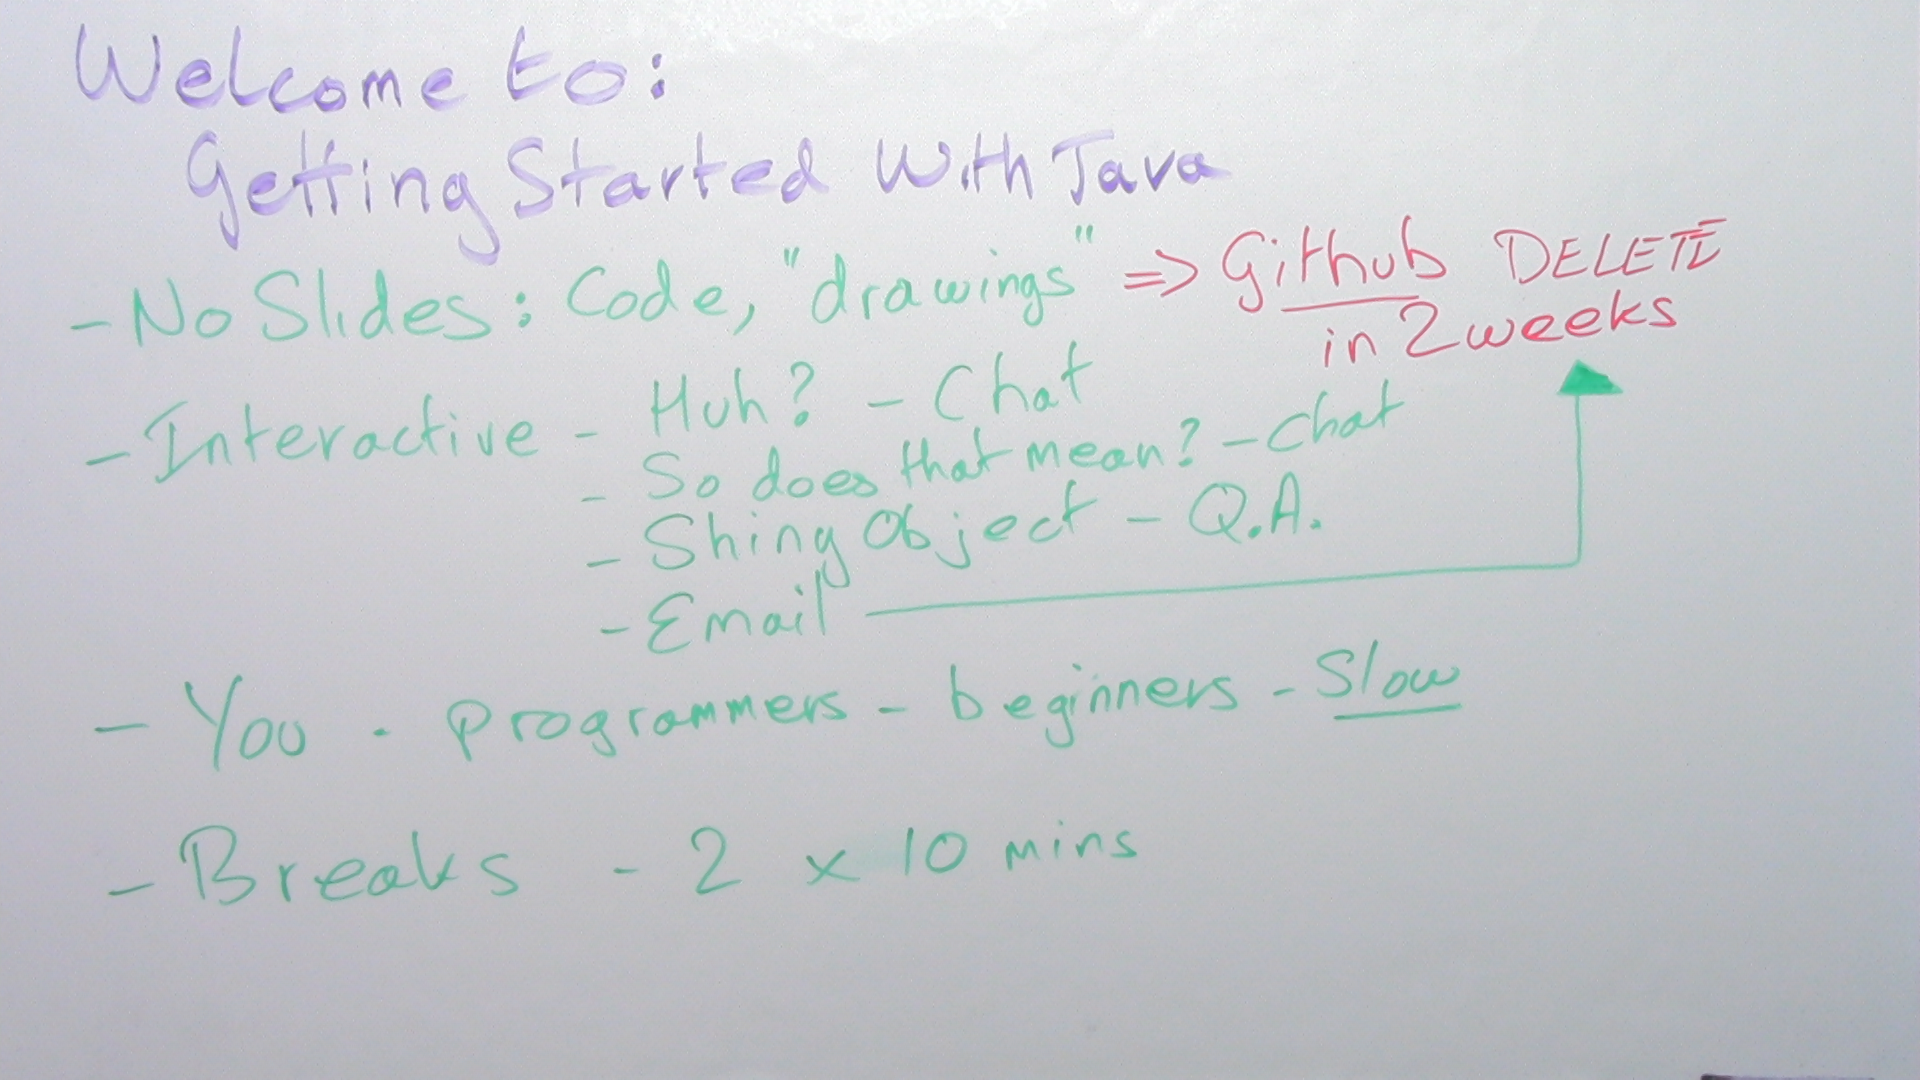 Welcome to:
Getting Started With Java
- No Slides: Code, "drawings" => Github DELETE
in 2 weeks
- Interactive - Huh? - Chat
- So does that mean? - Chat
- Shiny Object - Q.A.
- Email
- You - programmers - beginners - Slow
- Breaks - 2 x 10 mins